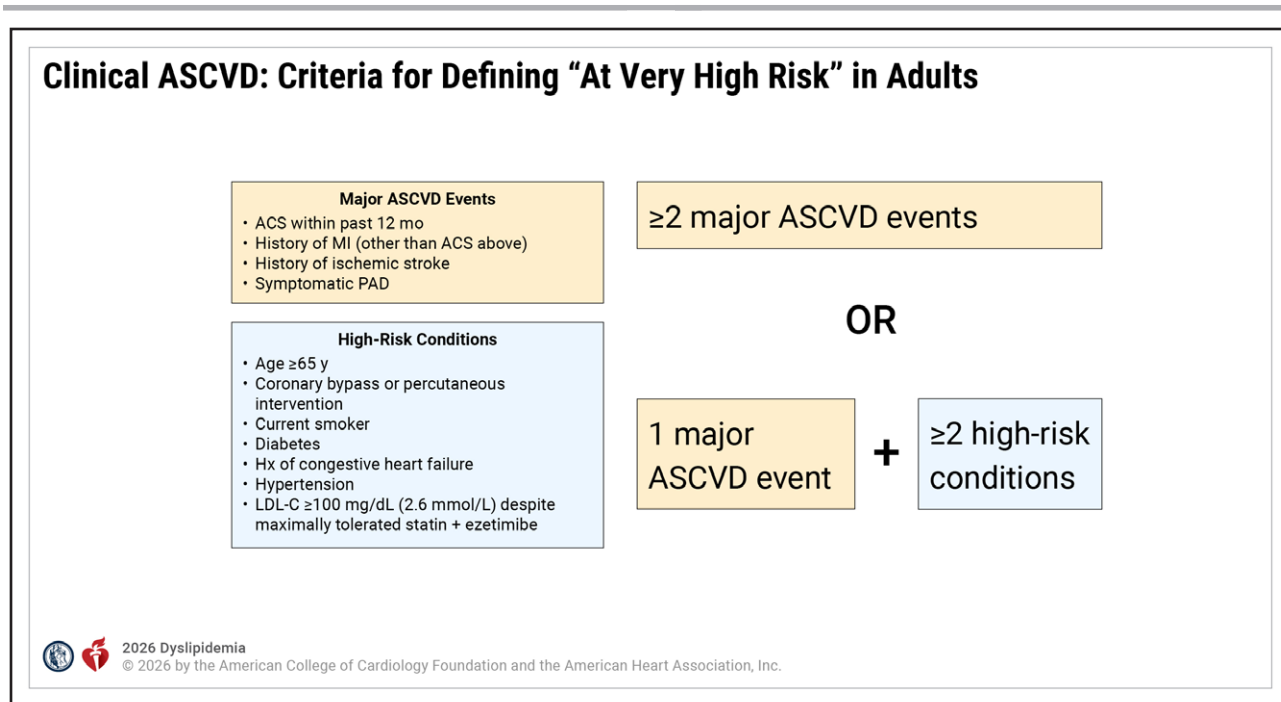 Clinical ASCVD: Criteria for Defining “At Very High Risk” in Adults
Major ASCVD Events
• ACS within past 12 mo
• History of MI (other than ACS above)
• History of ischemic stroke
• Symptomatic PAD
High-Risk Conditions
• Age ≥65 y
• Coronary bypass or percutaneous
intervention
• Current smoker
• Diabetes
• Hx of congestive heart failure
• Hypertension
• LDL-C ≥100 mg/dL (2.6 mmol/L) despite
maximally tolerated statin + ezetimibe
≥2 major ASCVD events
OR
1 major
ASCVD event
+
≥2 high-risk
conditions
2026 Dyslipidemia
© 2026 by the American College of Cardiology Foundation and the American Heart Association, Inc.